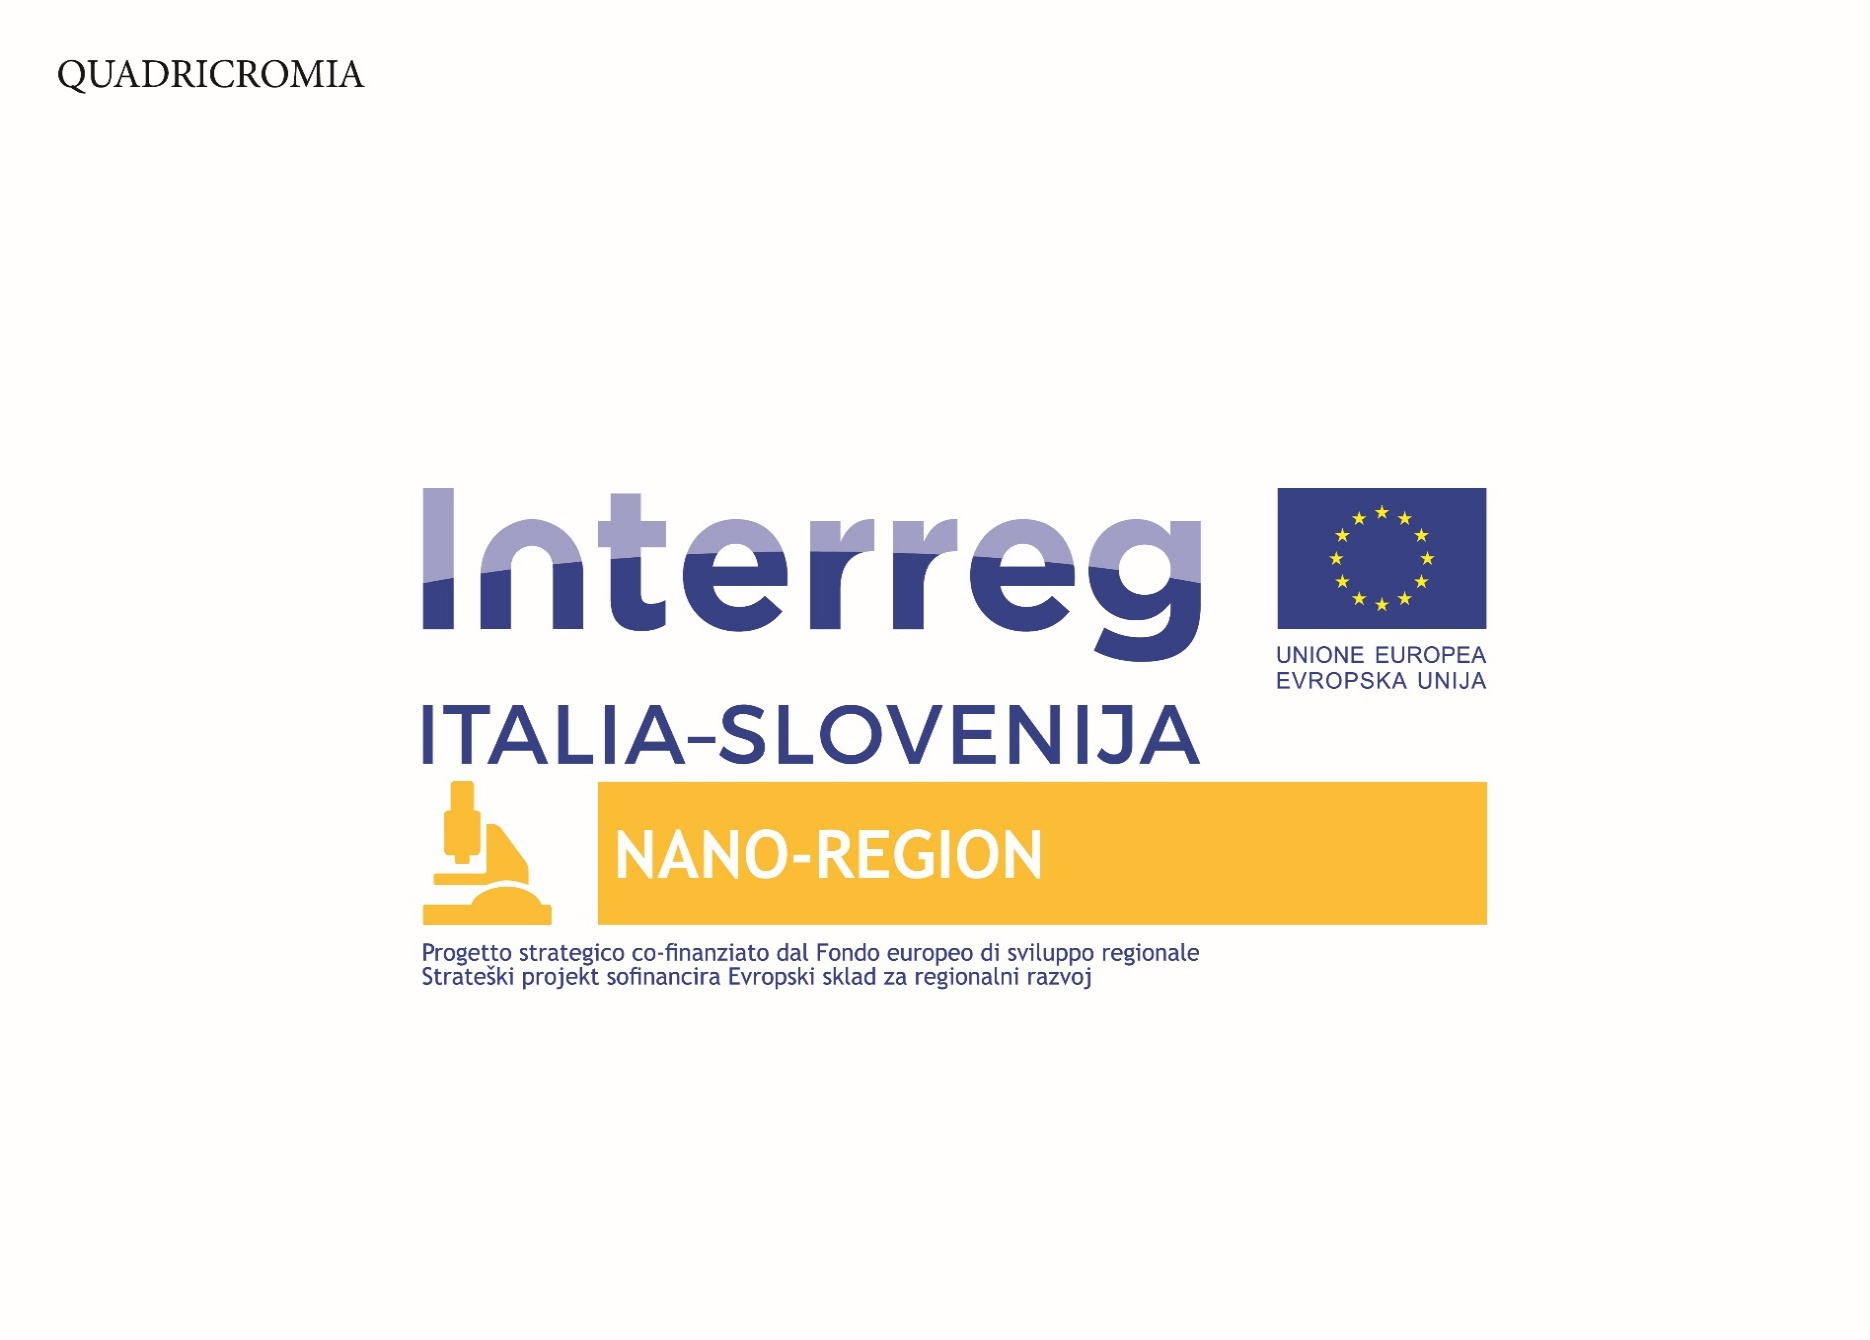 QUADRICROMIA
Interreg
UNIONE EUROPEA
EVROPSKA UNIJA
ITALIA–SLOVENIJA
NANO-REGION
Progetto strategico co-finanziato dal Fondo europeo di sviluppo regionale
Strateški projekt sofinancira Evropski sklad za regionalni razvoj